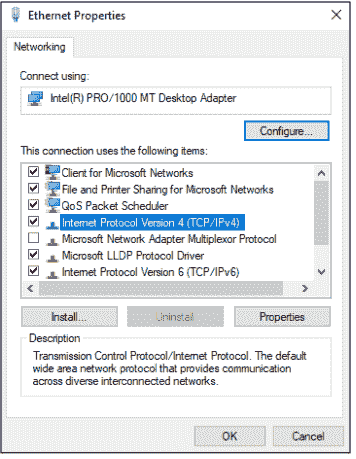 Ethernet Properties
Networking
Connect using:
Intel(R) PRO/1000 MT Desktop Adapter
Configure...
This connection uses the following items:
Client for Microsoft Networks
File and Printer Sharing for Microsoft Networks
QoS Packet Scheduler
Internet Protocol Version 4 (TCP/IPv4)
Microsoft Network Adapter Multiplexor Protocol
Microsoft LLDP Protocol Driver
Internet Protocol Version 6 (TCP/IPv6)
Install... Uninstall Properties
Description
Transmission Control Protocol/Internet Protocol. The default
wide area network protocol that provides communication
across diverse interconnected networks.
OK Cancel